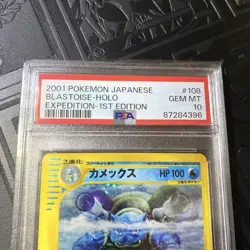 2001 POKEMON JAPANESE #108
BLASTOISE-HOLO GEM MT
EXPEDITION-1ST EDITION 10
PSA 87284396
カメックス HP100